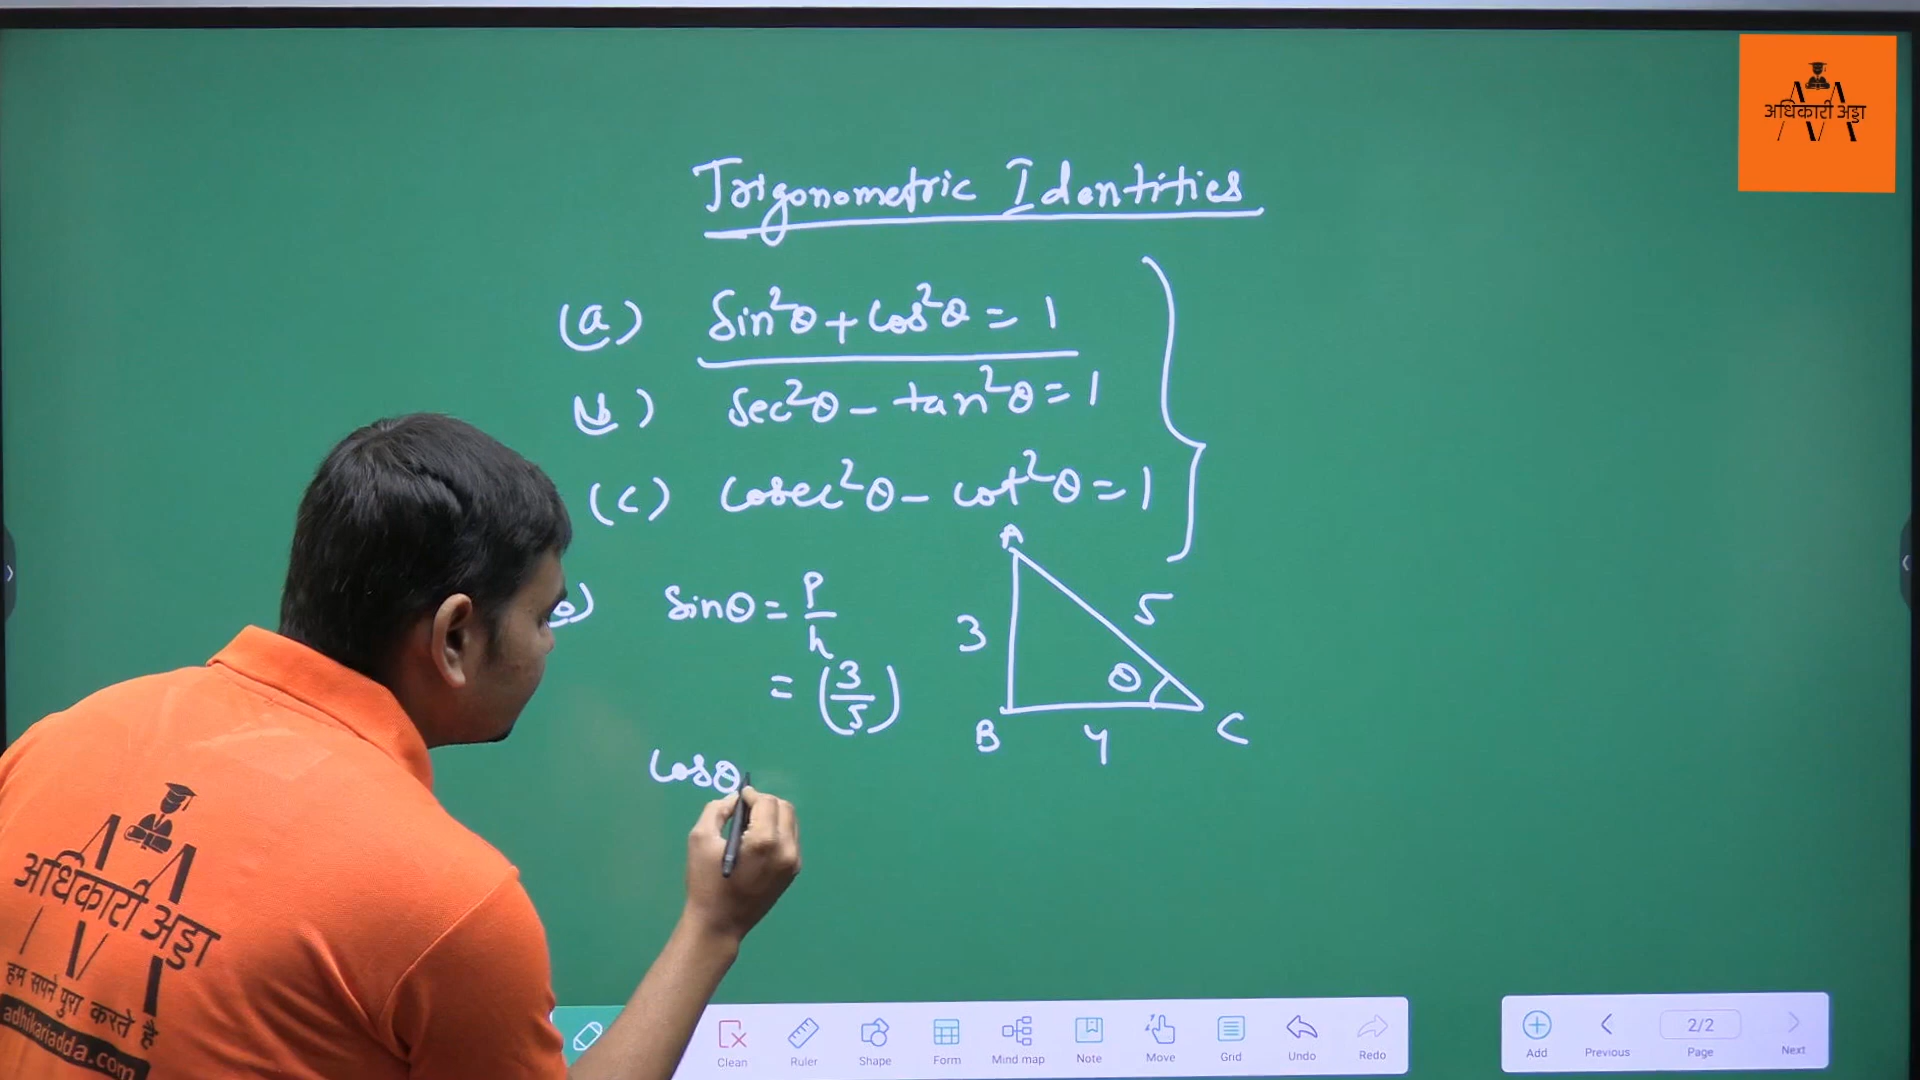 अधिकारी अड्डा
Trigonometric Identities
(a) Sin²θ + Cos²θ = 1
(b) Sec²θ - tan²θ = 1
(c) Cosec²θ - cot²θ = 1
A
Sinθ = P/h
3 5
θ
= (3/5)
B 4 C
Cosθ
अधिकारी अड्डा
हम सपने पुरा करते है
adhikariadda.com
Clean Ruler Shape Form Mind map Note Move Grid Undo Redo
Add Previous 2/2 Page Next